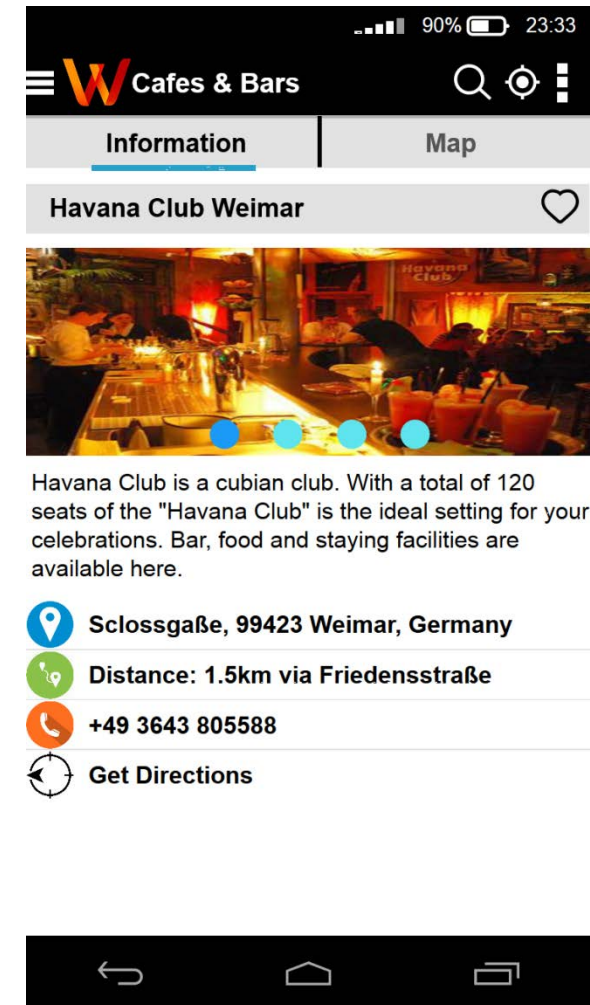 90% 23:33
Cafes & Bars
Information Map
Havana Club Weimar
Havana
Club
Havana Club is a cubian club. With a total of 120
seats of the "Havana Club" is the ideal setting for your
celebrations. Bar, food and staying facilities are
available here.
Sclossgaße, 99423 Weimar, Germany
Distance: 1.5km via Friedensstraße
+49 3643 805588
Get Directions